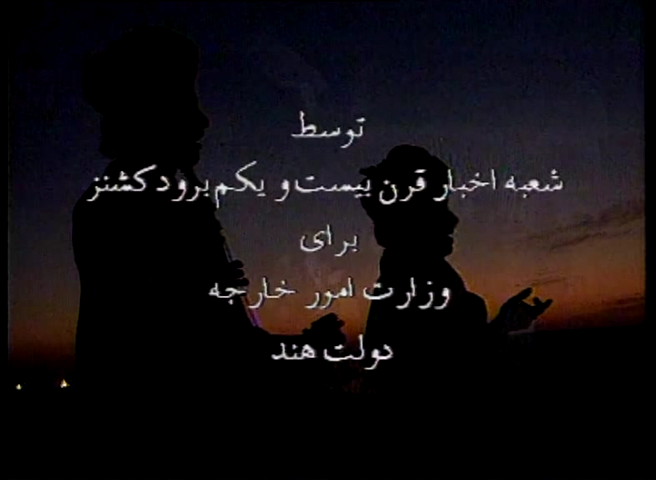 توسط
شعبه اخبار قرن بیست و یکم برودکشنز
برای
وزارت امور خارجه
دولت هند